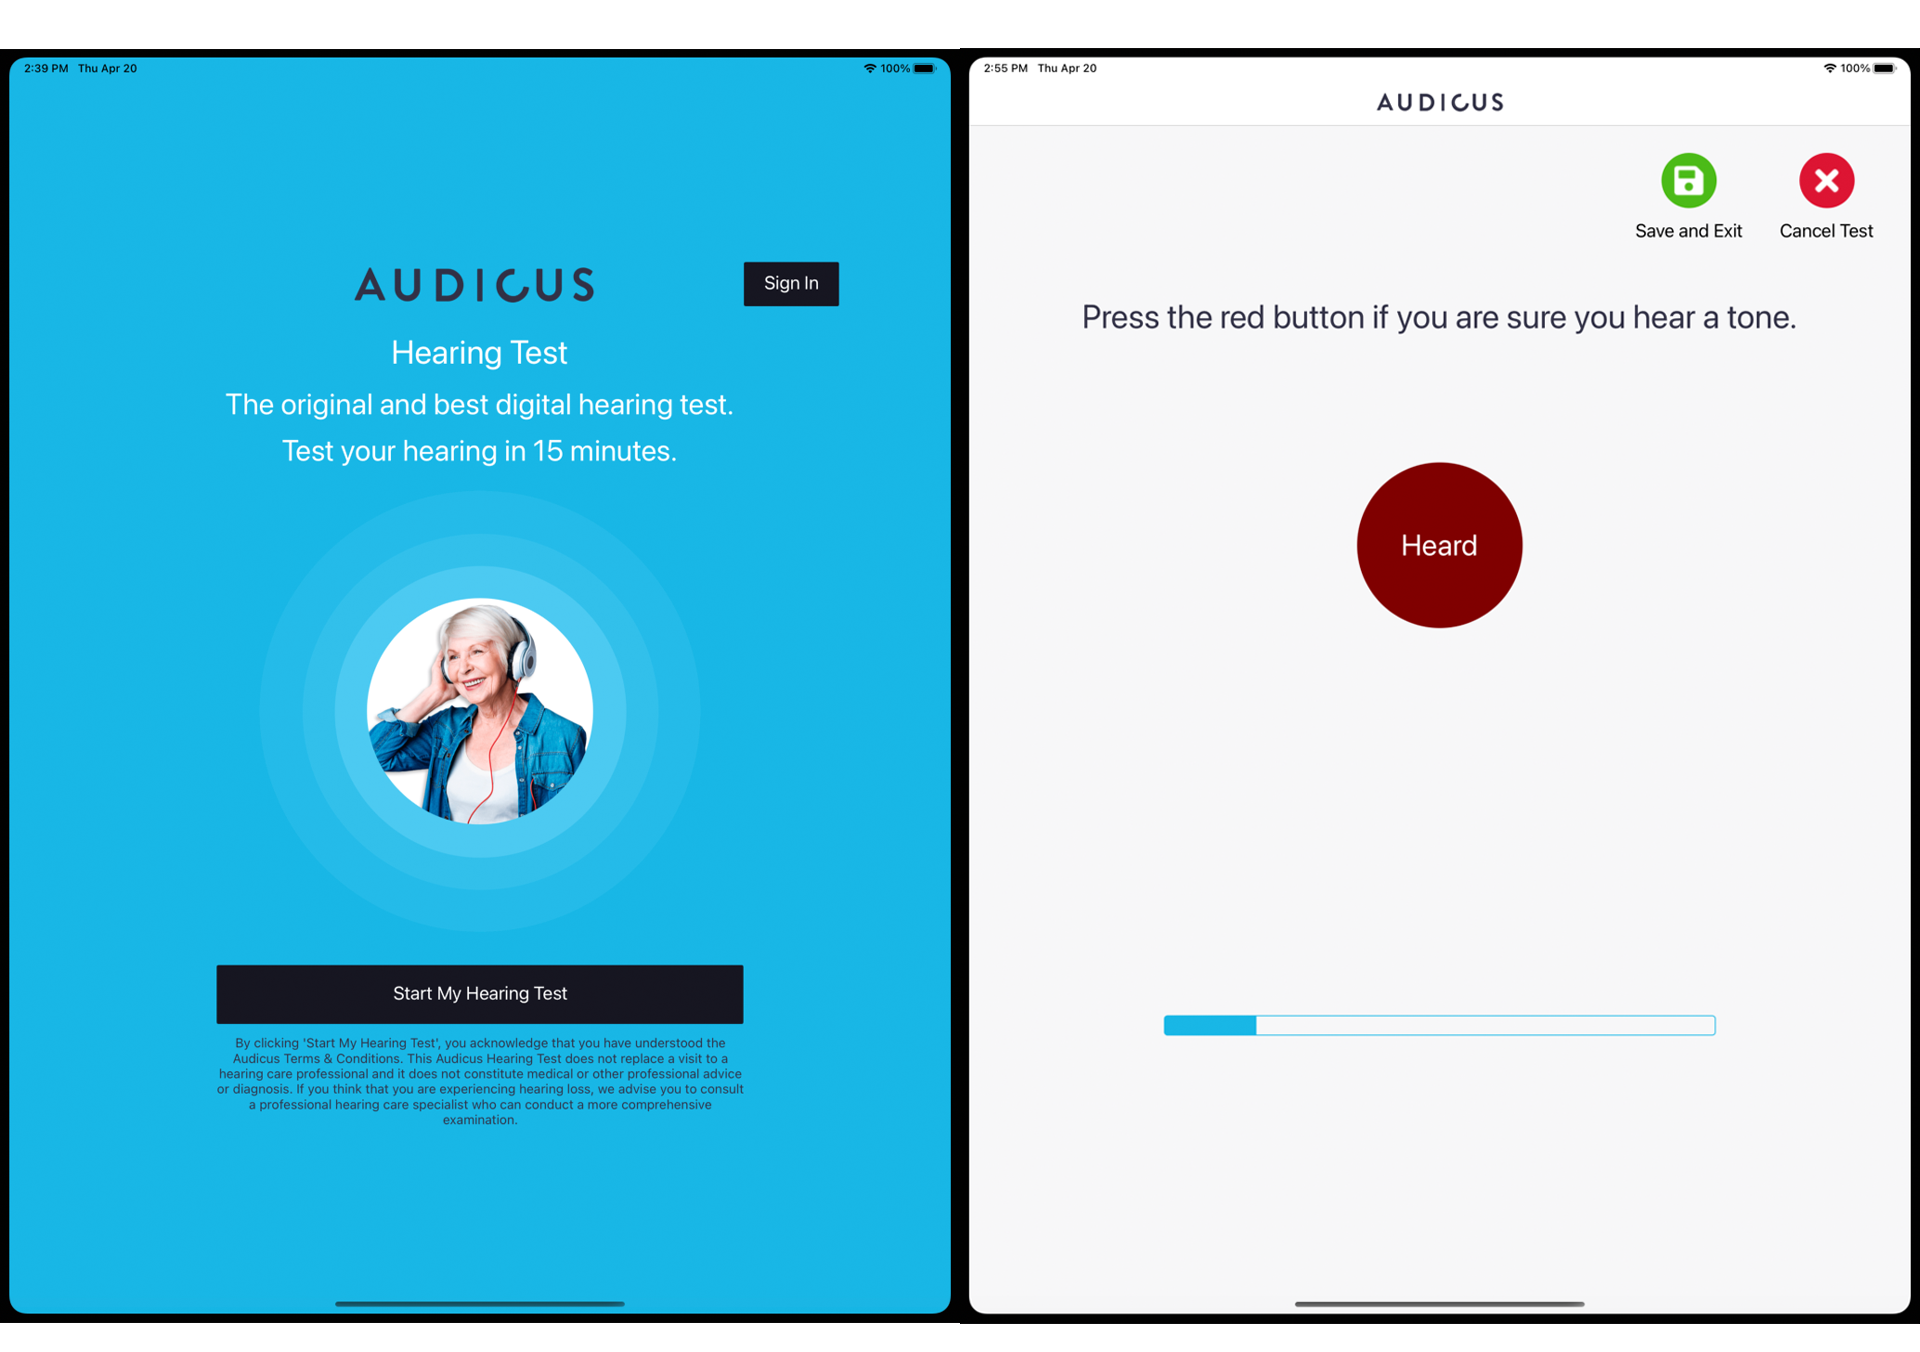 2:39 PM Thu Apr 20
100%
AUDICUS
Sign In
Hearing Test
The original and best digital hearing test.
Test your hearing in 15 minutes.
Start My Hearing Test
By clicking 'Start My Hearing Test', you acknowledge that you have understood the
Audicus Terms & Conditions. This Audicus Hearing Test does not replace a visit to a
hearing care professional and it does not constitute medical or other professional advice
or diagnosis. If you think that you are experiencing hearing loss, we advise you to consult
a professional hearing care specialist who can conduct a more comprehensive
examination.
2:55 PM Thu Apr 20
100%
AUDICUS
Save and Exit
Cancel Test
Press the red button if you are sure you hear a tone.
Heard